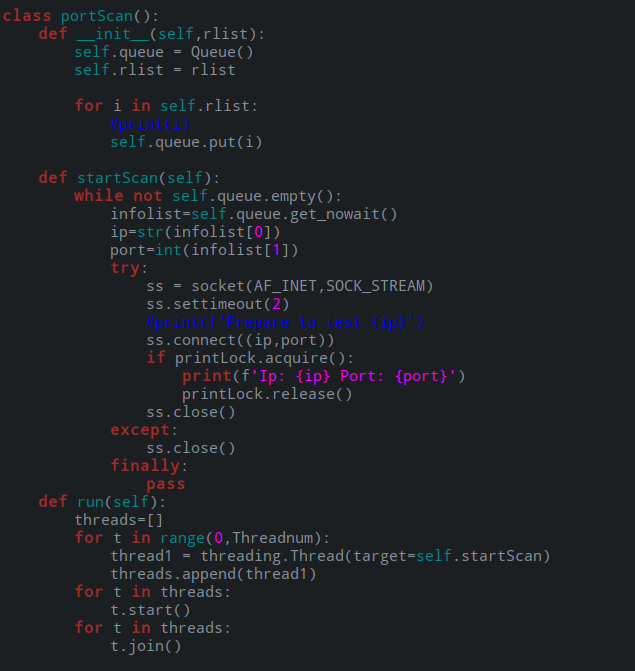 class portScan():
    def __init__(self,rlist):
        self.queue = Queue()
        self.rlist = rlist

        for i in self.rlist:
            #print(i)
            self.queue.put(i)

    def startScan(self):
        while not self.queue.empty():
            infolist=self.queue.get_nowait()
            ip=str(infolist[0])
            port=int(infolist[1])
            try:
                ss = socket(AF_INET,SOCK_STREAM)
                ss.settimeout(2)
                #print(f'Prepare to test {ip}')
                ss.connect((ip,port))
                if printLock.acquire():
                    print(f'Ip: {ip} Port: {port}')
                    printLock.release()
                ss.close()
            except:
                ss.close()
            finally:
                pass
    def run(self):
        threads=[]
        for t in range(0,Threadnum):
            thread1 = threading.Thread(target=self.startScan)
            threads.append(thread1)
        for t in threads:
            t.start()
        for t in threads:
            t.join()